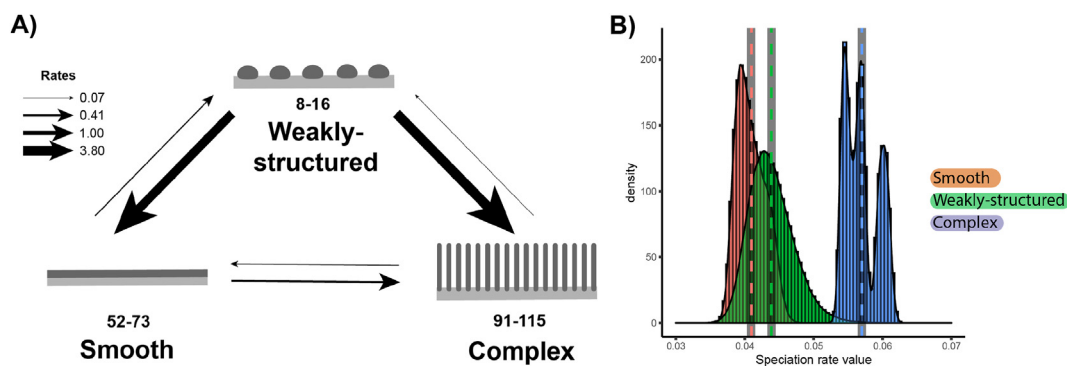 A)
Rates
0.07
0.41
1.00
3.80
8-16
Weakly-
structured
52-73
Smooth
91-115
Complex
B)
200
150
100
50
0
density
0.03
0.04
0.05
0.06
0.07
Speciation rate value
Smooth
Weakly-structured
Complex